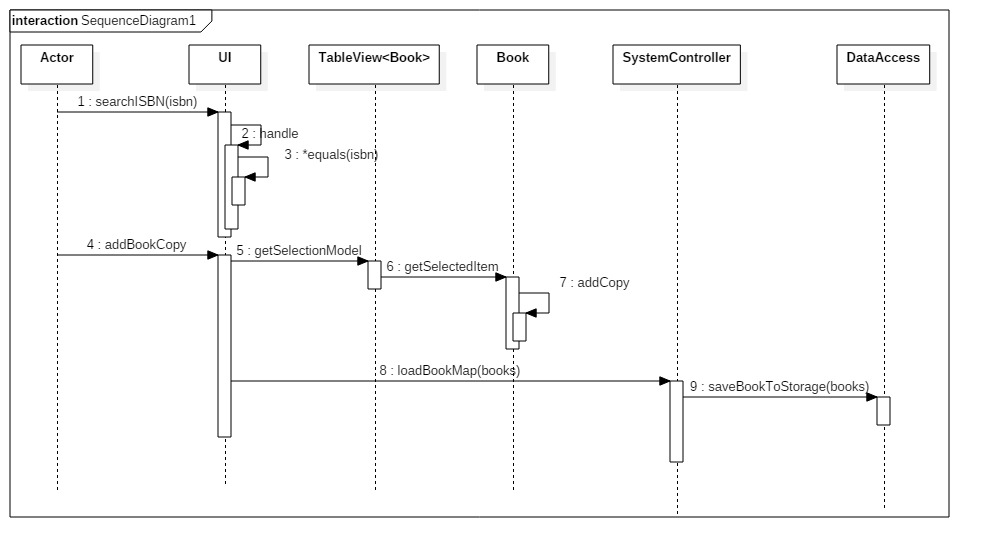 interaction SequenceDiagram1
Actor
UI
TableView<Book>
Book
SystemController
DataAccess
1 : searchISBN(isbn)
2 : handle
3 : *equals(isbn)
4 : addBookCopy
5 : getSelectionModel
6 : getSelectedItem
7 : addCopy
8 : loadBookMap(books)
9 : saveBookToStorage(books)